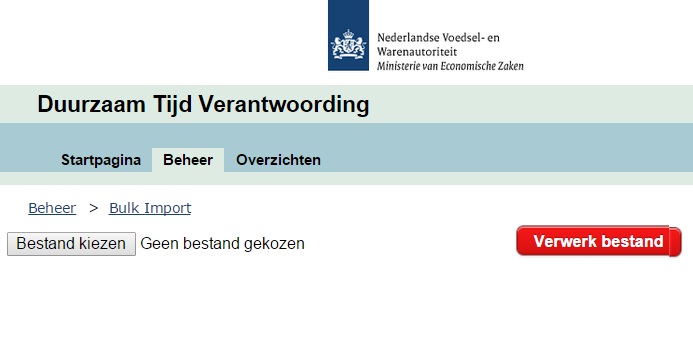 Nederlandse Voedsel- en
Warenautoriteit
Ministerie van Economische Zaken
Duurzaam Tijd Verantwoording
Startpagina Beheer Overzichten
Beheer > Bulk Import
Bestand kiezen Geen bestand gekozen Verwerk bestand